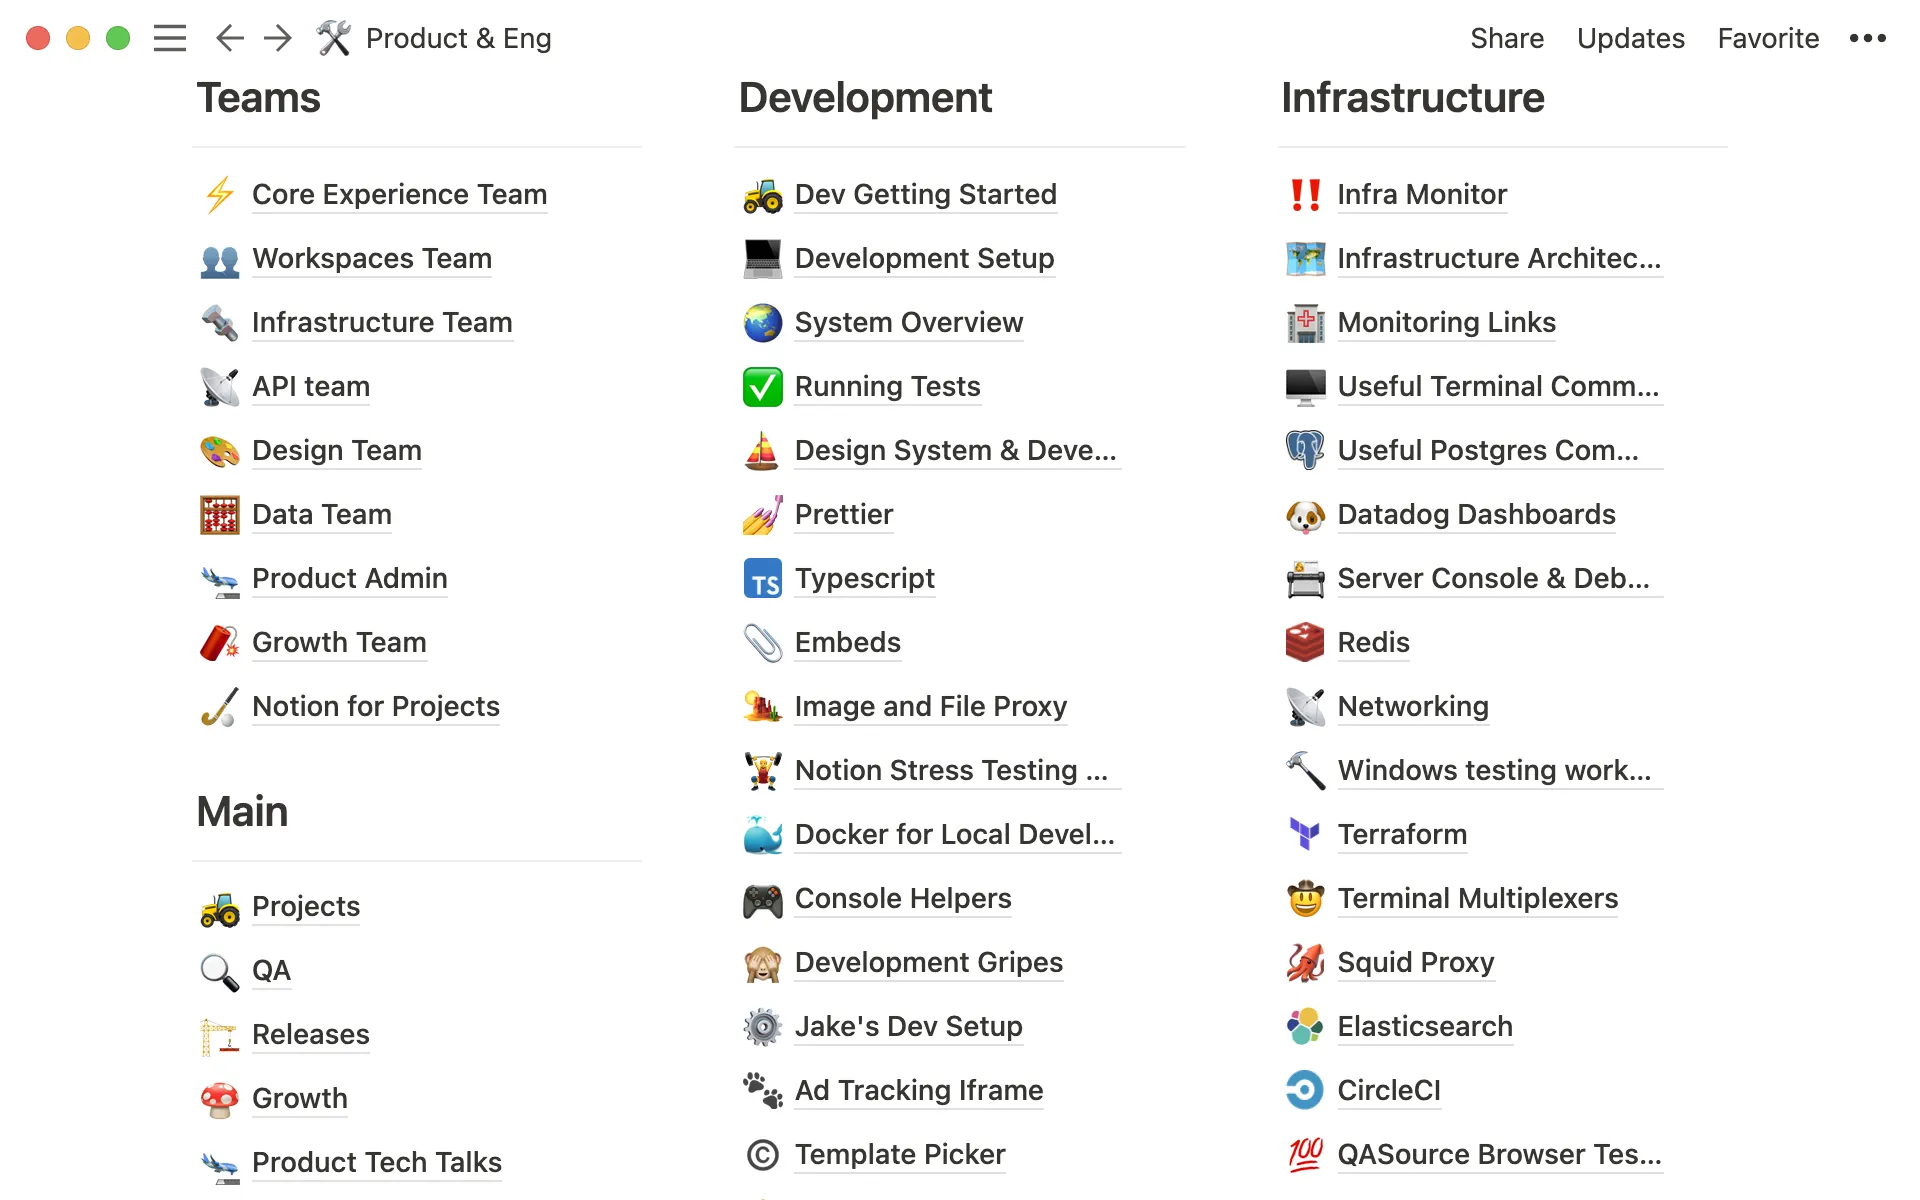 Product & Eng
Share
Updates
Favorite
Teams
Core Experience Team
Workspaces Team
Infrastructure Team
API team
Design Team
Data Team
Product Admin
Growth Team
Notion for Projects
Main
Projects
QA
Releases
Growth
Product Tech Talks
Development
Dev Getting Started
Development Setup
System Overview
Running Tests
Design System & Deve...
Prettier
TS
Typescript
Embeds
Image and File Proxy
Notion Stress Testing ...
Docker for Local Devel...
Console Helpers
Development Gripes
Jake's Dev Setup
Ad Tracking Iframe
©
Template Picker
Infrastructure
Infra Monitor
Infrastructure Architec...
Monitoring Links
Useful Terminal Comm...
Useful Postgres Com...
Datadog Dashboards
Server Console & Deb...
Redis
Networking
Windows testing work...
Terraform
Terminal Multiplexers
Squid Proxy
Elasticsearch
CircleCI
100
QASource Browser Tes...